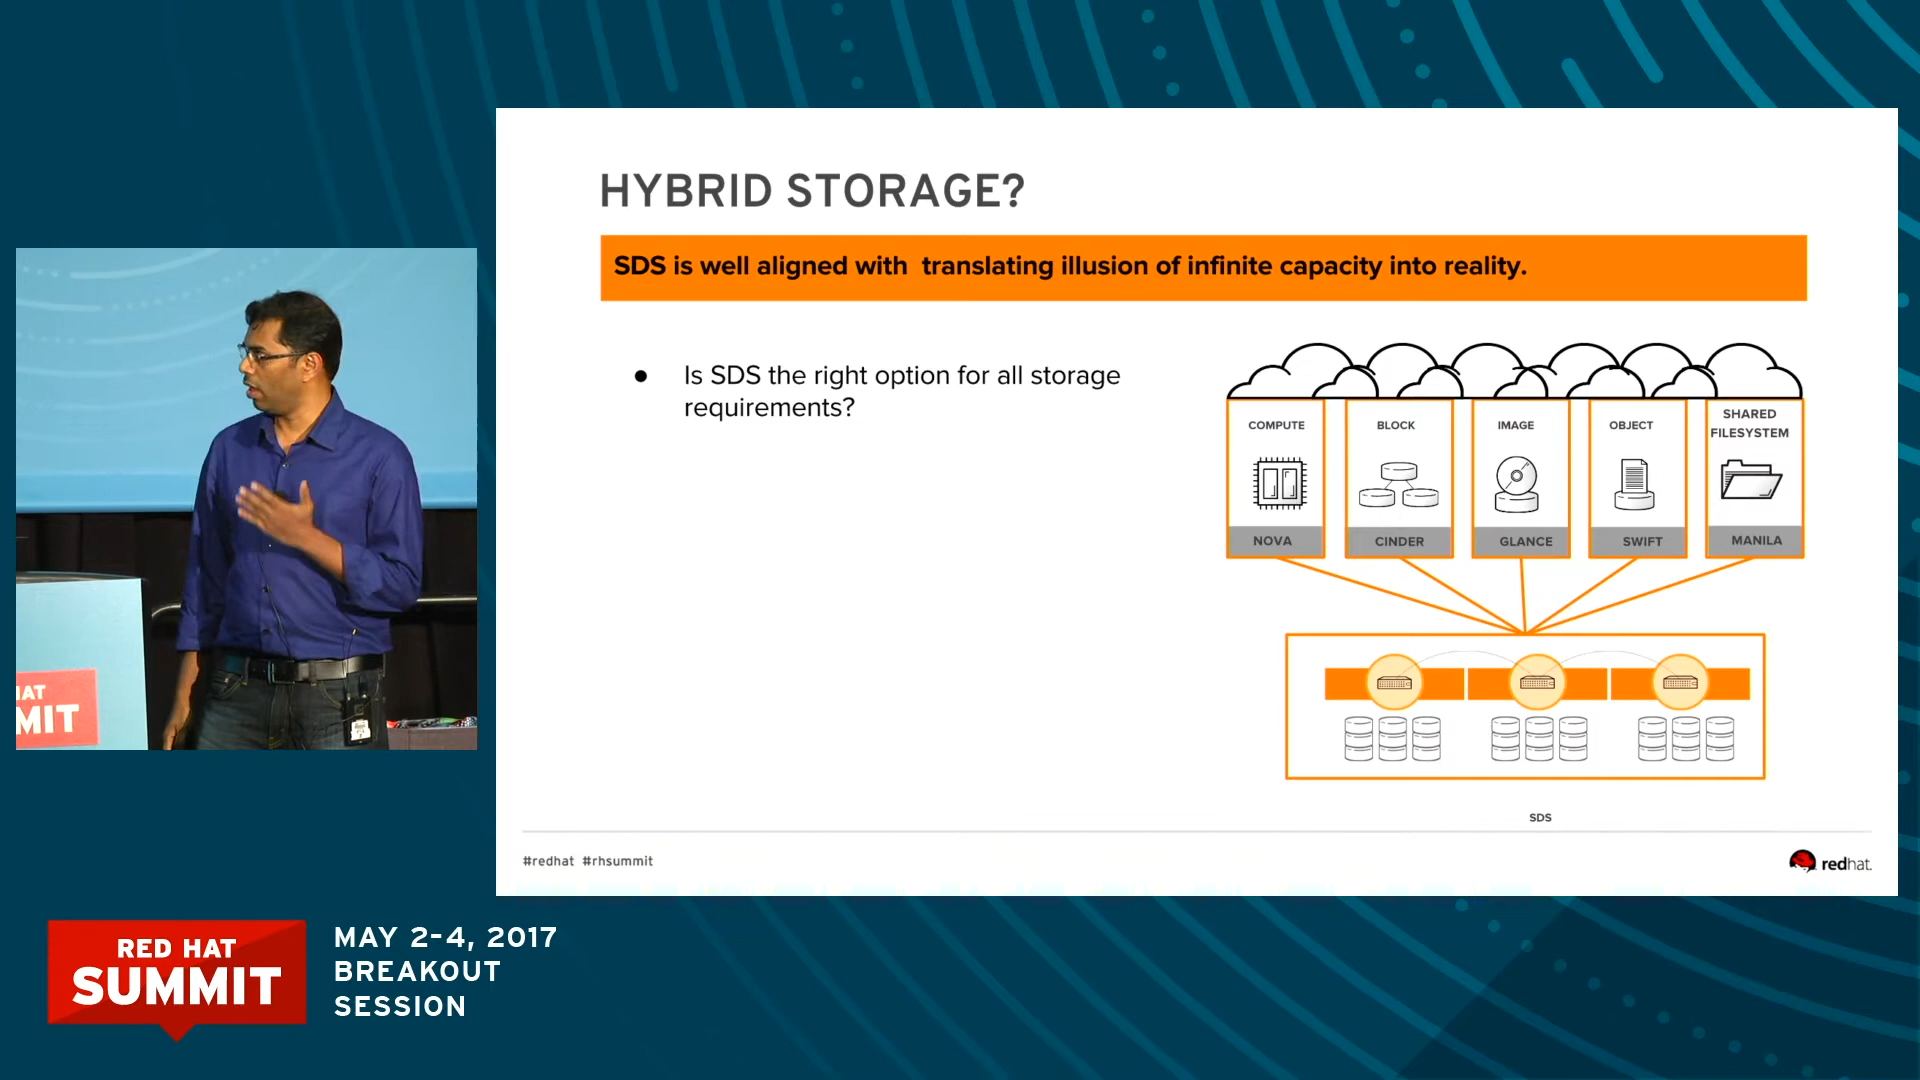 HYBRID STORAGE?
SDS is well aligned with translating illusion of infinite capacity into reality.
● Is SDS the right option for all storage
requirements?
COMPUTE
BLOCK
IMAGE
OBJECT
SHARED
FILESYSTEM
NOVA
CINDER
GLANCE
SWIFT
MANILA
SDS
#redhat #rhsummit
redhat.
AT
MIT
RED HAT
SUMMIT
MAY 2-4, 2017
BREAKOUT
SESSION